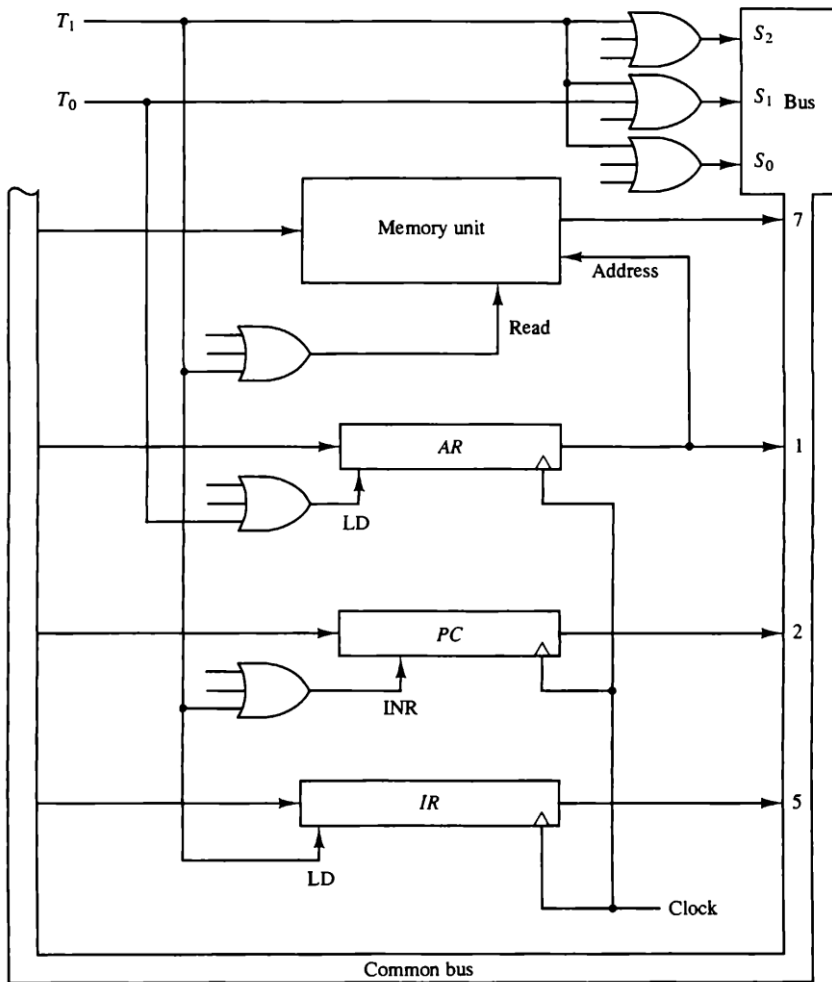 T₁
S₂
T₀
S₁ Bus
S₀
Memory unit
7
Address
Read
AR
1
LD
PC
2
INR
IR
5
LD
Clock
Common bus